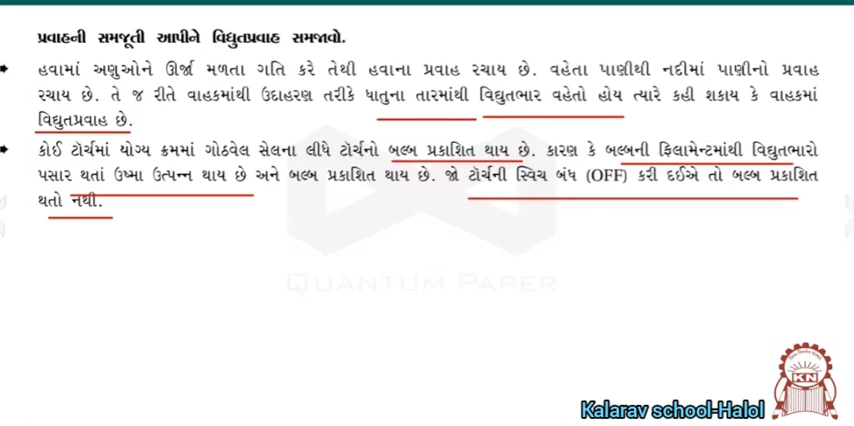 પ્રવાહની સમજૂતી આપીને વિદ્યુતપ્રવાહ સમજાવો.
હવામાં અણુઓને ઊર્જા મળતા ગતિ કરે તેથી હવાના પ્રવાહ રચાય છે. વહેતા પાણીથી નદીમાં પાણીનો પ્રવાહ
રચાય છે. તે જ રીતે વાહકમાંથી ઉદાહરણ તરીકે ધાતુના તારમાંથી વિદ્યુતભાર વહેતો હોય ત્યારે કહી શકાય કે વાહકમાં
વિદ્યુતપ્રવાહ છે.
કોઈ ટૉર્ચમાં યોગ્ય ક્રમમાં ગોઠવેલ સેલના લીધે ટૉર્ચનો બલ્બ પ્રકાશિત થાય છે. કારણ કે બલ્બની ફિલામેન્ટમાંથી વિદ્યુતભારો
પસાર થતાં ઉષ્મા ઉત્પન્ન થાય છે અને બલ્બ પ્રકાશિત થાય છે. જો ટૉર્ચની સ્વિચ બંધ (OFF) કરી દઈએ તો બલ્બ પ્રકાશિત
થતો નથી.
QUANTUM PAPER
KN
Kalarav school-Halol